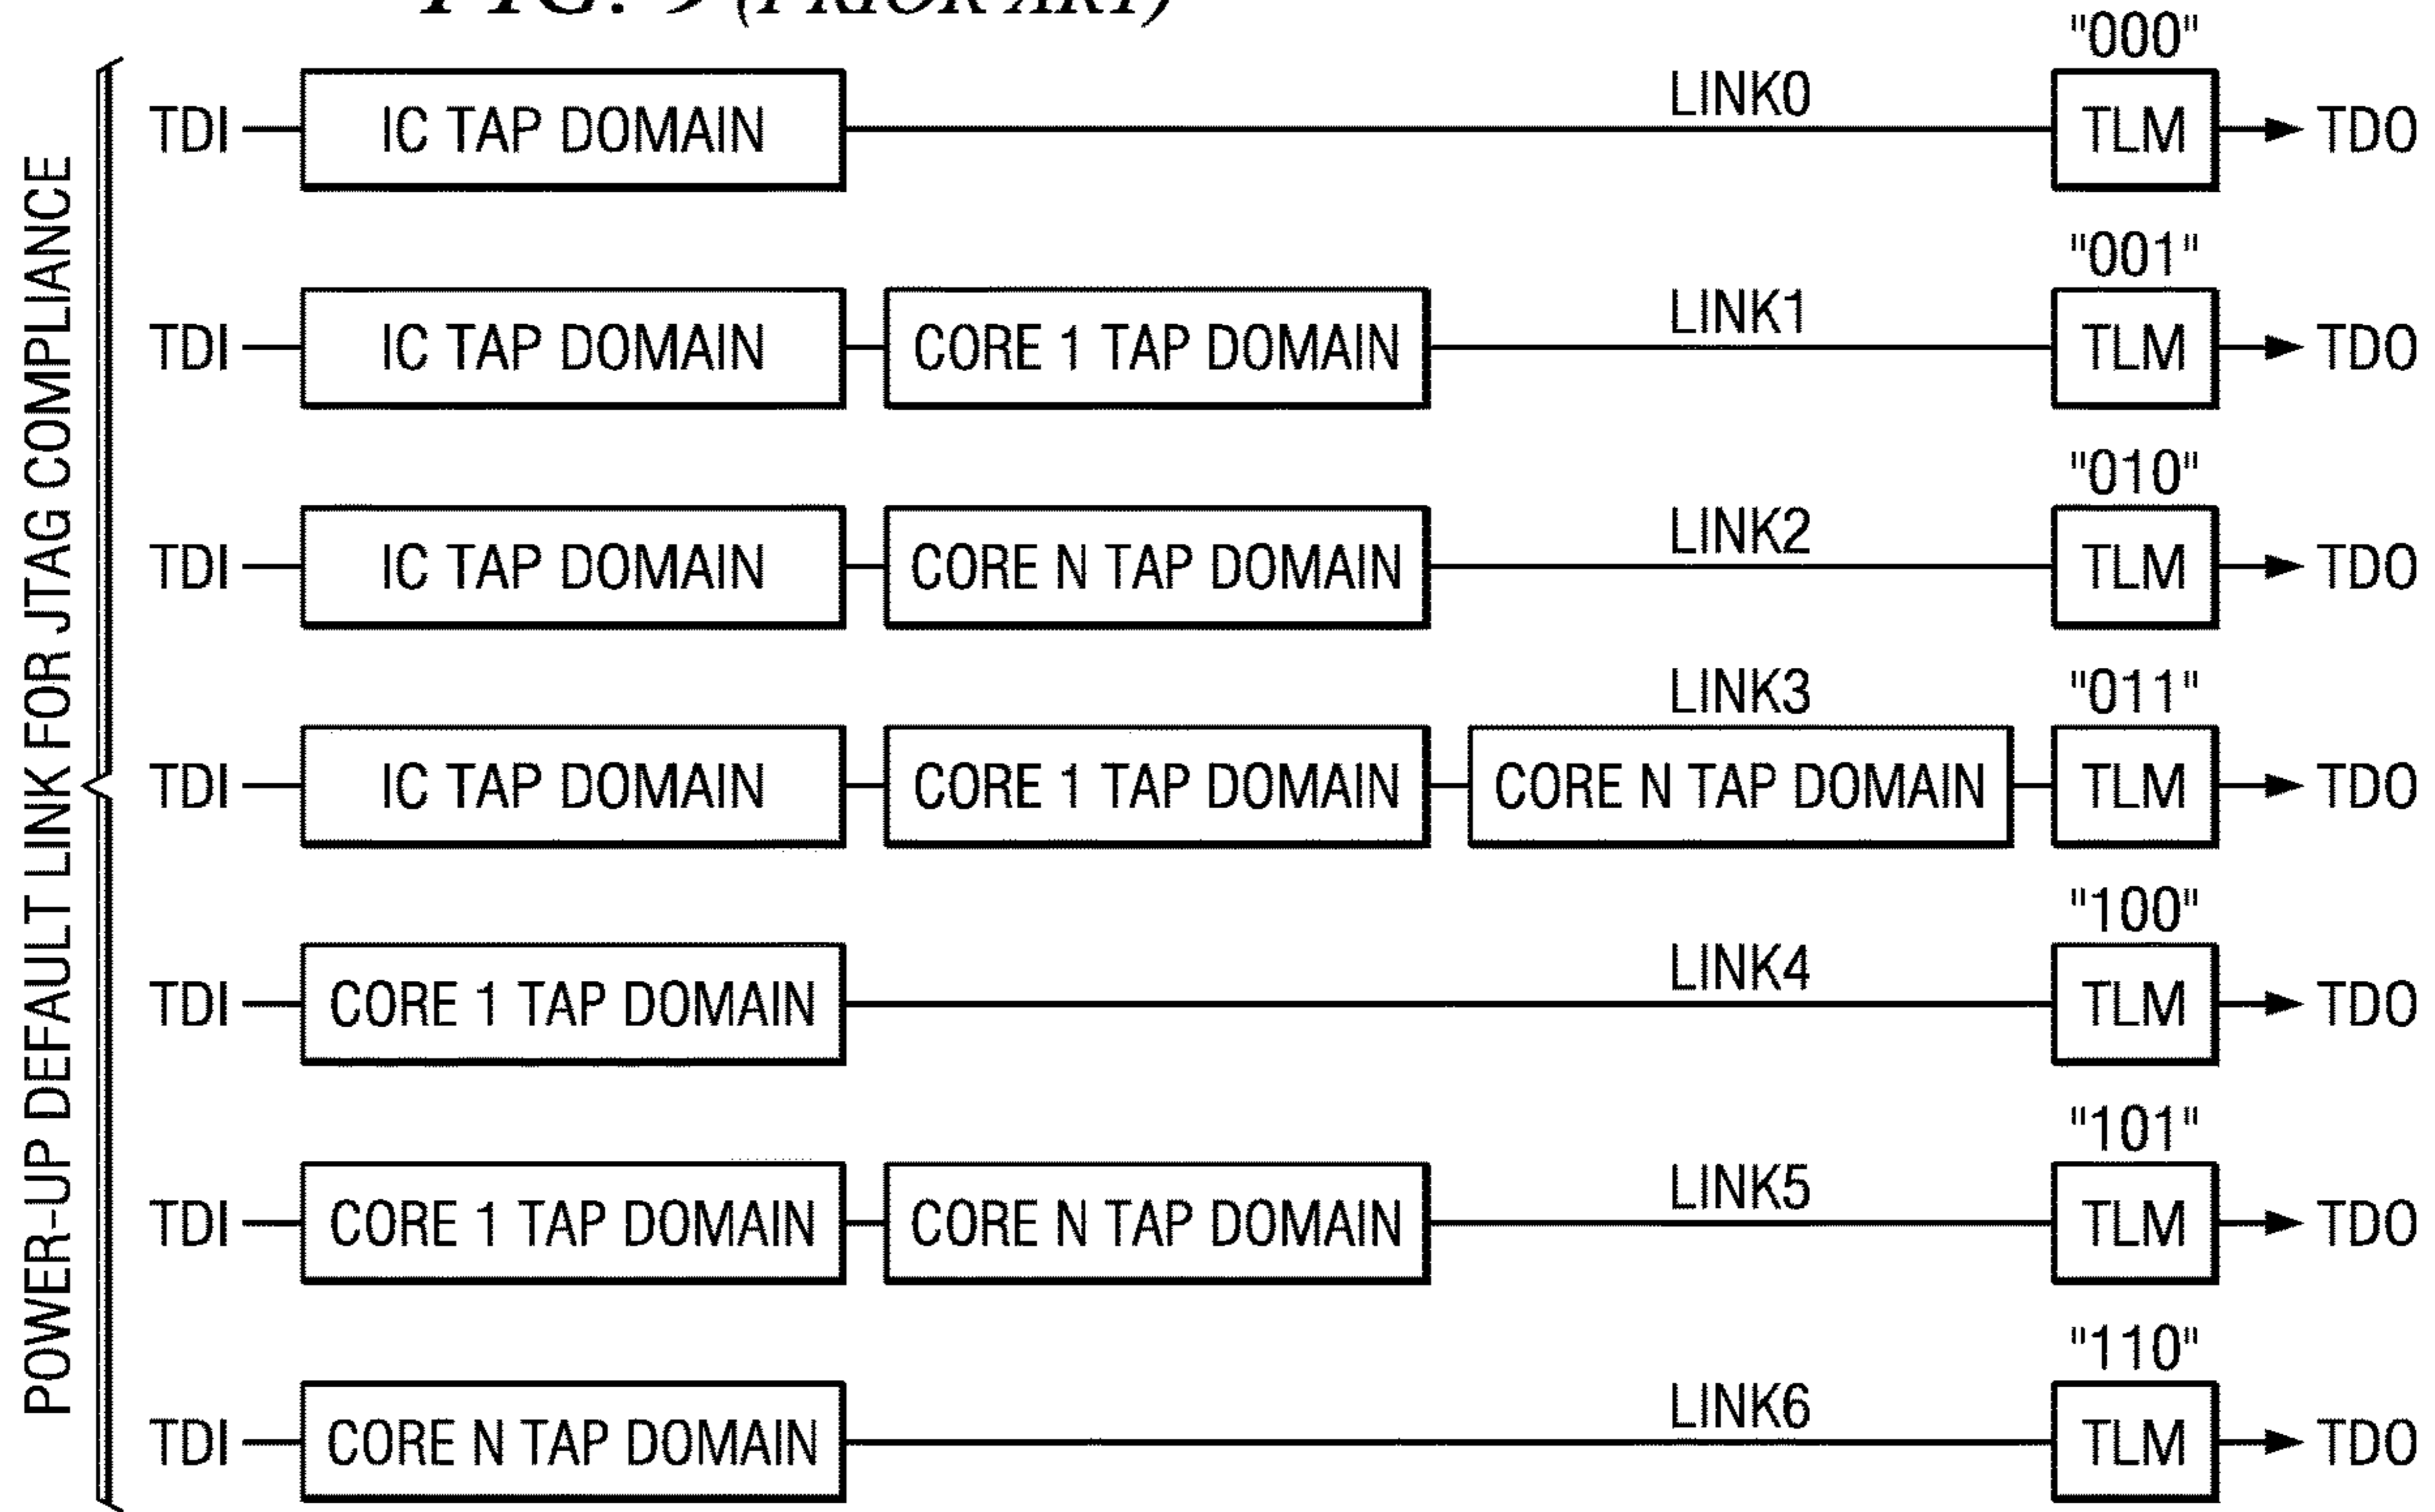 FIG. 9 (PRIOR ART)
POWER-UP DEFAULT LINK FOR JTAG COMPLIANCE
"000"
TDI IC TAP DOMAIN LINK0 TLM TDO
"001"
TDI IC TAP DOMAIN CORE 1 TAP DOMAIN LINK1 TLM TDO
"010"
TDI IC TAP DOMAIN CORE N TAP DOMAIN LINK2 TLM TDO
LINK3 "011"
TDI IC TAP DOMAIN CORE 1 TAP DOMAIN CORE N TAP DOMAIN TLM TDO
"100"
TDI CORE 1 TAP DOMAIN LINK4 TLM TDO
"101"
TDI CORE 1 TAP DOMAIN CORE N TAP DOMAIN LINK5 TLM TDO
"110"
TDI CORE N TAP DOMAIN LINK6 TLM TDO